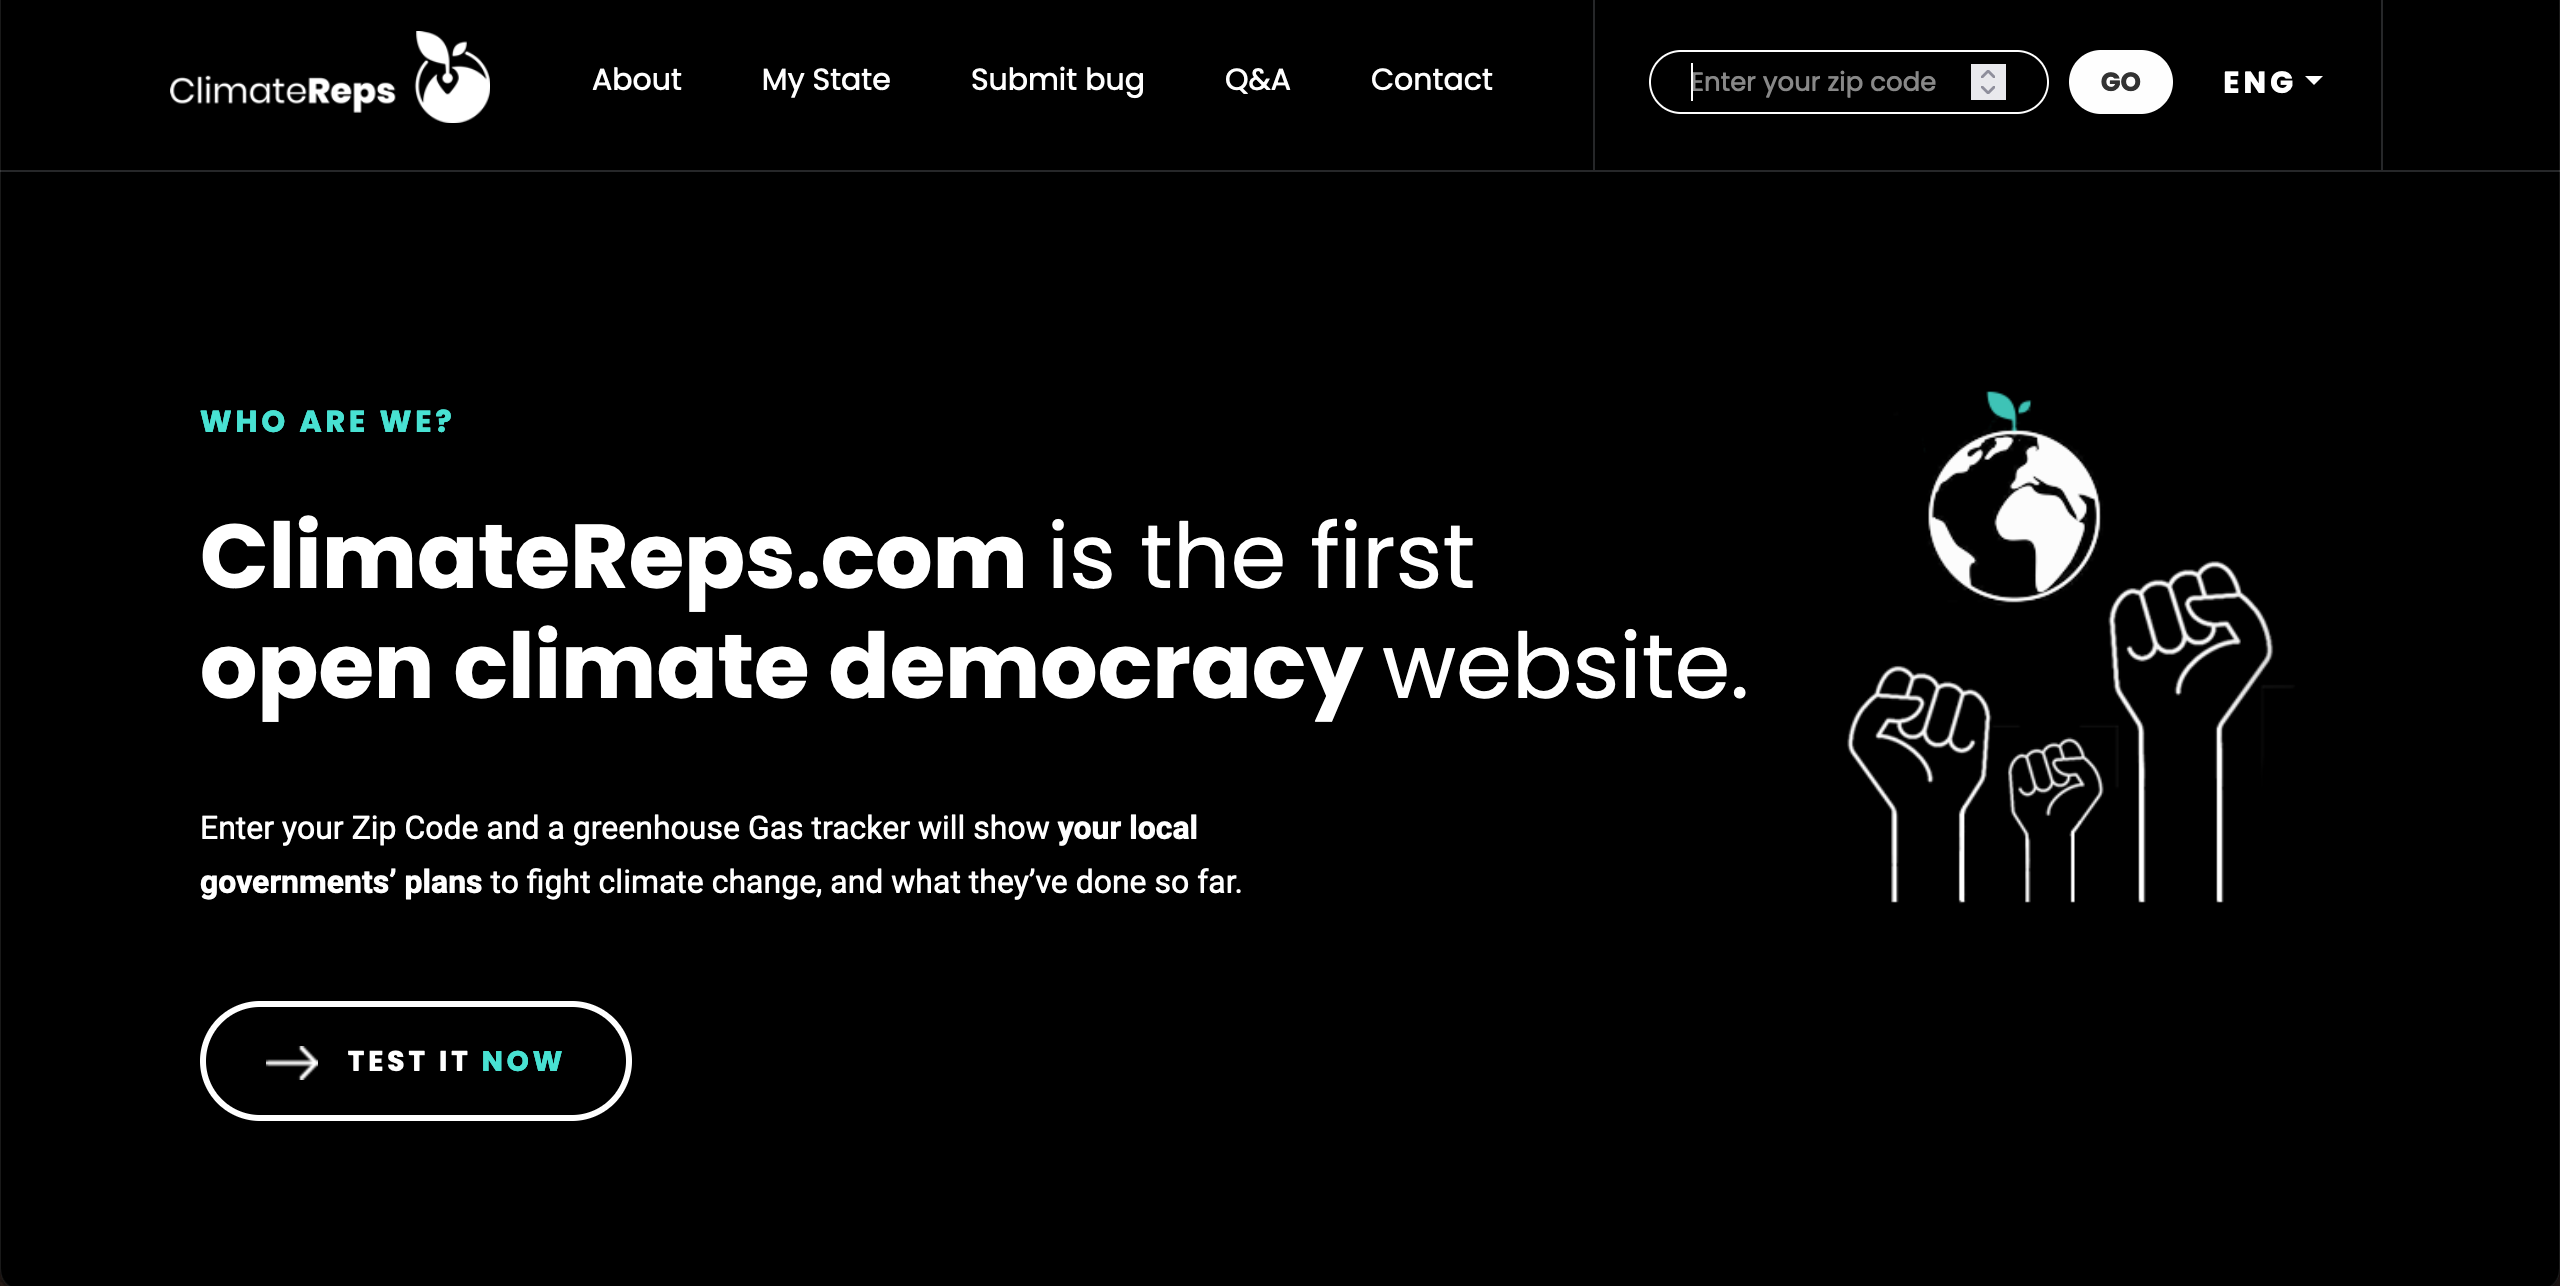 ClimateReps
About
My State
Submit bug
Q&A
Contact
Enter your zip code
GO
ENG
WHO ARE WE?
ClimateReps.com is the first
open climate democracy website.
Enter your Zip Code and a greenhouse Gas tracker will show your local
governments’ plans to fight climate change, and what they’ve done so far.
TEST IT NOW